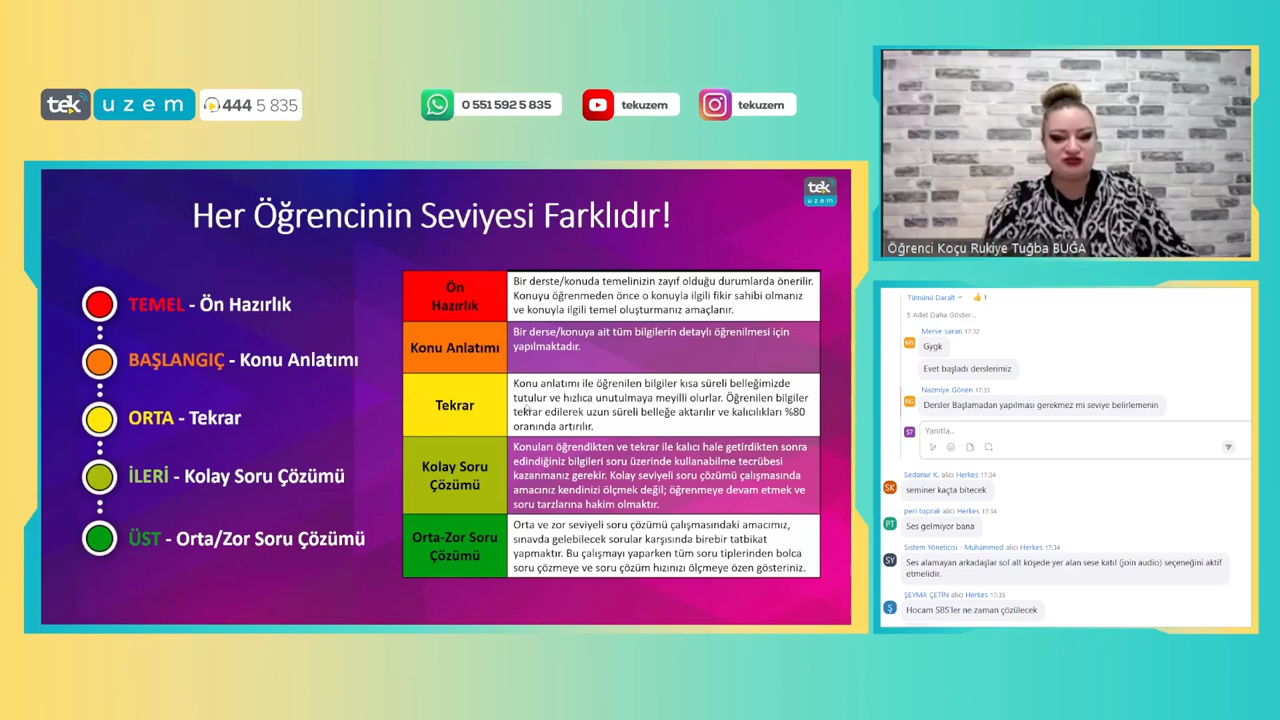 tek uzem 444 5 835
0 551 592 5 835
tekuzem
tekuzem
tek
uzem
Her Öğrencinin Seviyesi Farklıdır!
TEMEL - Ön Hazırlık
BAŞLANGIÇ - Konu Anlatımı
ORTA - Tekrar
İLERİ - Kolay Soru Çözümü
ÜST - Orta/Zor Soru Çözümü
Ön
Hazırlık
Bir derste/konuda temelinizin zayıf olduğu durumlarda önerilir.
Konuyu öğrenmeden önce o konuyla ilgili fikir sahibi olmanız
ve konuyla ilgili temel oluşturmanız amaçlanır.
Konu Anlatımı
Bir derse/konuya ait tüm bilgilerin detaylı öğrenilmesi için
yapılmaktadır.
Tekrar
Konu anlatımı ile öğrenilen bilgiler kısa süreli belleğimizde
tutulur ve hızlıca unutulmaya meyilli olurlar. Öğrenilen bilgiler
tekrar edilerek uzun süreli belleğe aktarılır ve kalıcılıkları %80
oranında artırılır.
Kolay Soru
Çözümü
Konuları öğrendikten ve tekrar ile kalıcı hale getirdikten sonra
edindiğiniz bilgileri soru üzerinde kullanabilme tecrübesi
kazanmanız gerekir. Kolay seviyeli soru çözümü çalışmasında
amacınız kendinizi ölçmek değil; öğrenmeye devam etmek ve
soru tarzlarına hakim olmaktır.
Orta-Zor Soru
Çözümü
Orta ve zor seviyeli soru çözümü çalışmasındaki amacımız,
sınavda gelebilecek sorular karşısında birebir tatbikat
yapmaktır. Bu çalışmayı yaparken tüm soru tiplerinden bolca
soru çözmeye ve soru çözüm hızınızı ölçmeye özen gösteriniz.
Öğrenci Koçu Rukiye Tuğba BUĞA
Tümünü Daralt 1
5 Adet Daha Göster...
Merve saran 17:32
MS
Gygk
Evet başladı derslerimiz
Nazmiye Gönen 17:33
NG
Dersler Başlamadan yapılması gerekmez mi seviye belirlemenin
Yanıtla...
Sedanur K. alıcı Herkes 17:34
SK
seminer kaçta bitecek
peri toprak alıcı Herkes 17:34
PT
Ses gelmiyor bana
Sistem Yöneticisi - Muhammed alıcı Herkes 17:34
SY
Ses alamayan arkadaşlar sol alt köşede yer alan sese katıl (join audio) seçeneğini aktif
etmelidir.
ŞEYMA ÇETİN alıcı Herkes 17:35
Ş
Hocam SBS'ler ne zaman çözülecek